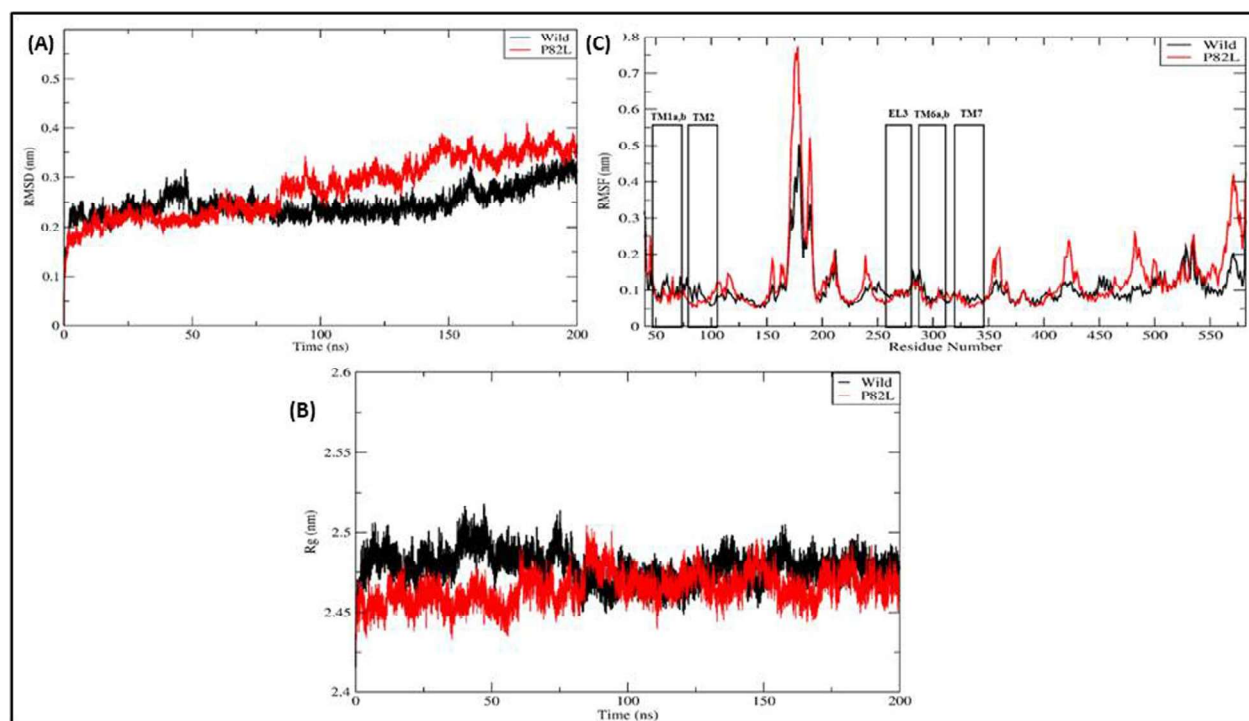 (A)
Wild
P82L
0.5
0.4
0.3
0.2
0.1
0
RMSD (nm)
0 50 100 150 200
Time (ns)
(C)
Wild
P82L
0.8
0.7
0.6
0.5
0.4
0.3
0.2
0.1
0
RMSF (nm)
TM1a,b TM2 EL3 TM6a,b TM7
50 100 150 200 250 300 350 400 450 500 550
Residue Number
(B)
Wild
P82L
2.6
2.55
2.5
2.45
2.4
Rg (nm)
0 50 100 150 200
Time (ns)